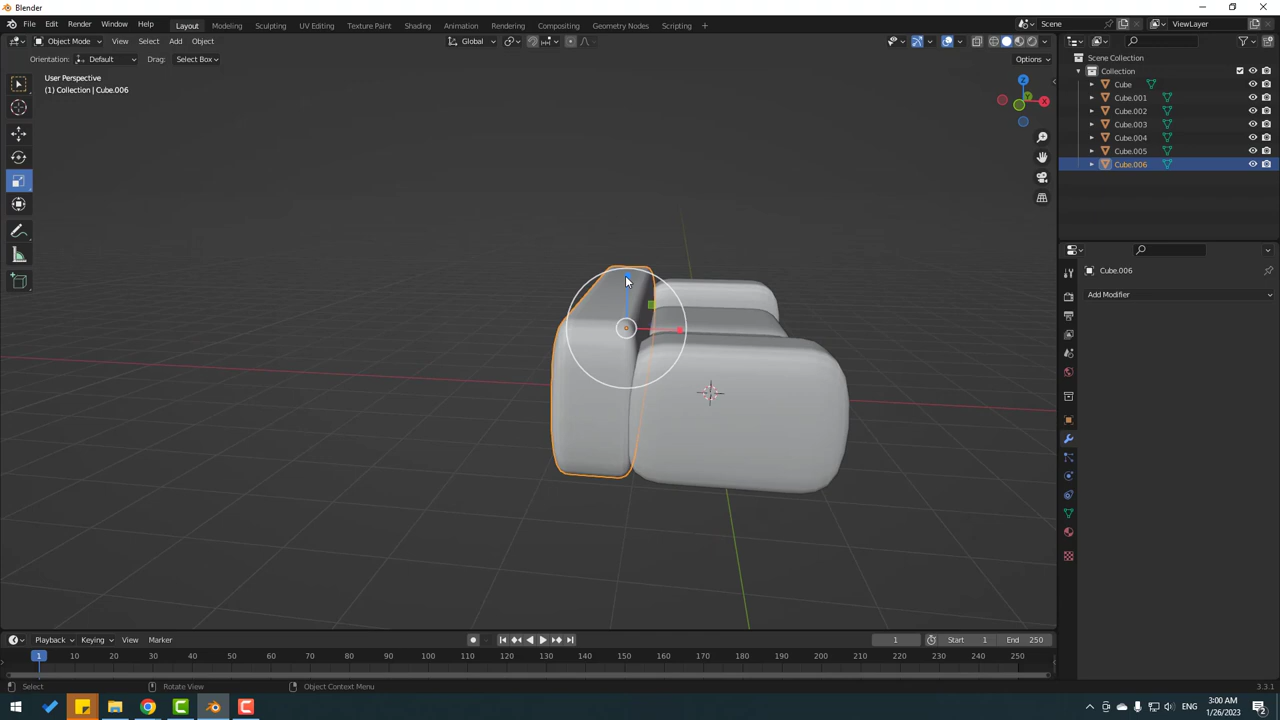 Blender
File Edit Render Window Help Layout Modeling Sculpting UV Editing Texture Paint Shading Animation Rendering Compositing Geometry Nodes Scripting + Scene ViewLayer
Object Mode View Select Add Object Global
Orientation: Default Drag: Select Box Options
User Perspective
(1) Collection | Cube.006
Z
Y
X
Scene Collection
Collection
Cube
Cube.001
Cube.002
Cube.003
Cube.004
Cube.005
Cube.006
Cube.006
Add Modifier
Playback Keying View Marker 1 Start 1 End 250
1 10 20 30 40 50 60 70 80 90 100 110 120 130 140 150 160 170 180 190 200 210 220 230 240 250
Select Rotate View Object Context Menu 3.3.1
ENG 3:00 AM
1/26/2023
2